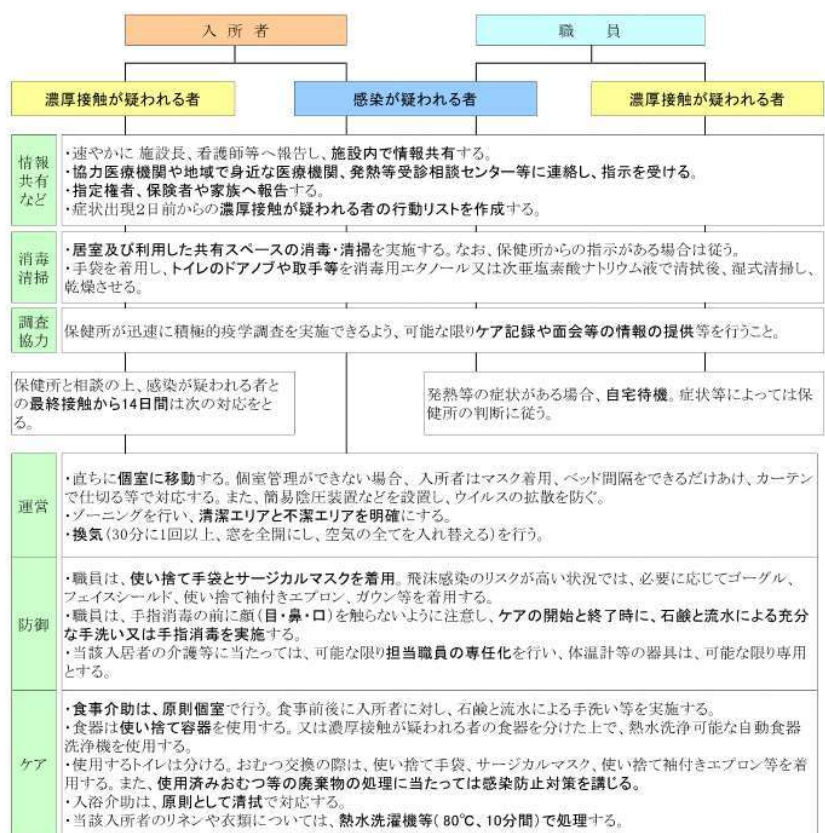 入 所 者
職 員
濃厚接触が疑われる者
感染が疑われる者
濃厚接触が疑われる者
情報
共有
など
・速やかに 施設長、看護師等へ報告し、施設内で情報共有する。
・協力医療機関や地域で身近な医療機関、発熱等受診相談センター等に連絡し、指示を受ける。
・指定権者、保険者や家族へ報告する。
・症状出現2日前からの濃厚接触が疑われる者の行動リストを作成する。
消毒
清掃
・居室及び利用した共有スペースの消毒・清掃を実施する。なお、保健所からの指示がある場合は従う。
・手袋を着用し、トイレのドアノブや取手等を消毒用エタノール又は次亜塩素酸ナトリウム液で清拭後、湿式清掃し、
乾燥させる。
調査
協力
保健所が迅速に積極的疫学調査を実施できるよう、可能な限りケア記録や面会等の情報の提供等を行うこと。
保健所と相談の上、感染が疑われる者と
の最終接触から14日間は次の対応をと
る。
発熱等の症状がある場合、自宅待機。症状等によっては保
健所の判断に従う。
運営
・直ちに個室に移動する。個室管理ができない場合、 入所者はマスク着用、ベッド間隔をできるだけあけ、カーテン
で仕切る等で対応する。また、簡易陰圧装置などを設置し、ウイルスの拡散を防ぐ。
・ゾーニングを行い、清潔エリアと不潔エリアを明確にする。
・換気(30分に1回以上、窓を全開にし、空気の全てを入れ替える)を行う。
防御
・職員は、使い捨て手袋とサージカルマスクを着用。飛沫感染のリスクが高い状況では、必要に応じてゴーグル、
フェイスシールド、使い捨て袖付きエプロン、ガウン等を着用する。
・職員は、手指消毒の前に顔(目・鼻・口)を触らないように注意し、ケアの開始と終了時に、石鹸と流水による充分
な手洗い又は手指消毒を実施する。
・当該入居者の介護等に当たっては、可能な限り担当職員の専任化を行い、体温計等の器具は、可能な限り専用
とする。
ケア
・食事介助は、原則個室で行う。食事前後に入所者に対し、石鹸と流水による手洗い等を実施する。
・食器は使い捨て容器を使用する。又は濃厚接触が疑われる者の食器を分けた上で、熱水洗浄可能な自動食器
洗浄機を使用する。
・使用するトイレは分ける。おむつ交換の際は、使い捨て手袋、サージカルマスク、使い捨て袖付きエプロン等を着
用する。また、使用済みおむつ等の廃棄物の処理に当たっては感染防止対策を講じる。
・入浴介助は、原則として清拭で対応する。
・当該入所者のリネンや衣類については、熱水洗濯機等(80℃、10分間)で処理する。